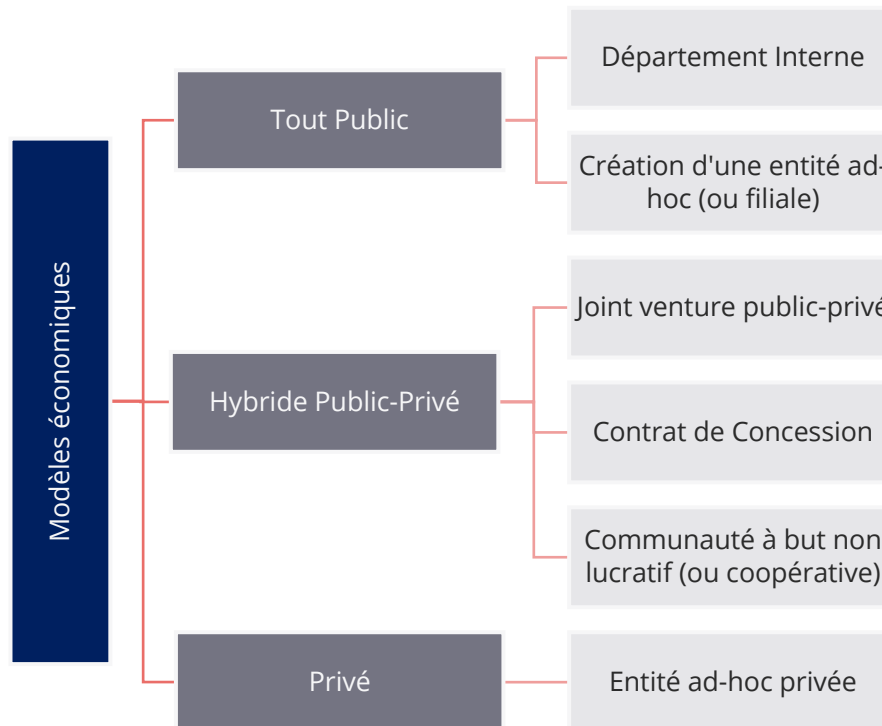 Modèles économiques
Tout Public
Département Interne
Création d'une entité ad-
hoc (ou filiale)
Hybride Public-Privé
Joint venture public-privé
Contrat de Concession
Communauté à but non
lucratif (ou coopérative)
Privé
Entité ad-hoc privée